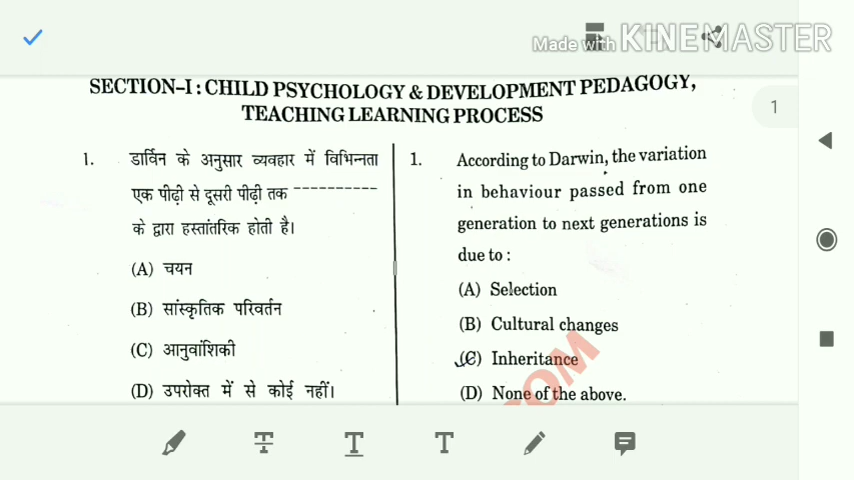 Made with KINEMASTER
SECTION–I : CHILD PSYCHOLOGY & DEVELOPMENT PEDAGOGY,
TEACHING LEARNING PROCESS
1
1. डार्विन के अनुसार व्यवहार में विभिन्नता
एक पीढ़ी से दूसरी पीढ़ी तक ----------
के द्वारा हस्तांतरिक होती है।
(A) चयन
(B) सांस्कृतिक परिवर्तन
(C) आनुवांशिकी
(D) उपरोक्त में से कोई नहीं।
1. According to Darwin, the variation
in behaviour passed from one
generation to next generations is
due to :
(A) Selection
(B) Cultural changes
(C) Inheritance
(D) None of the above.
COM
T T T